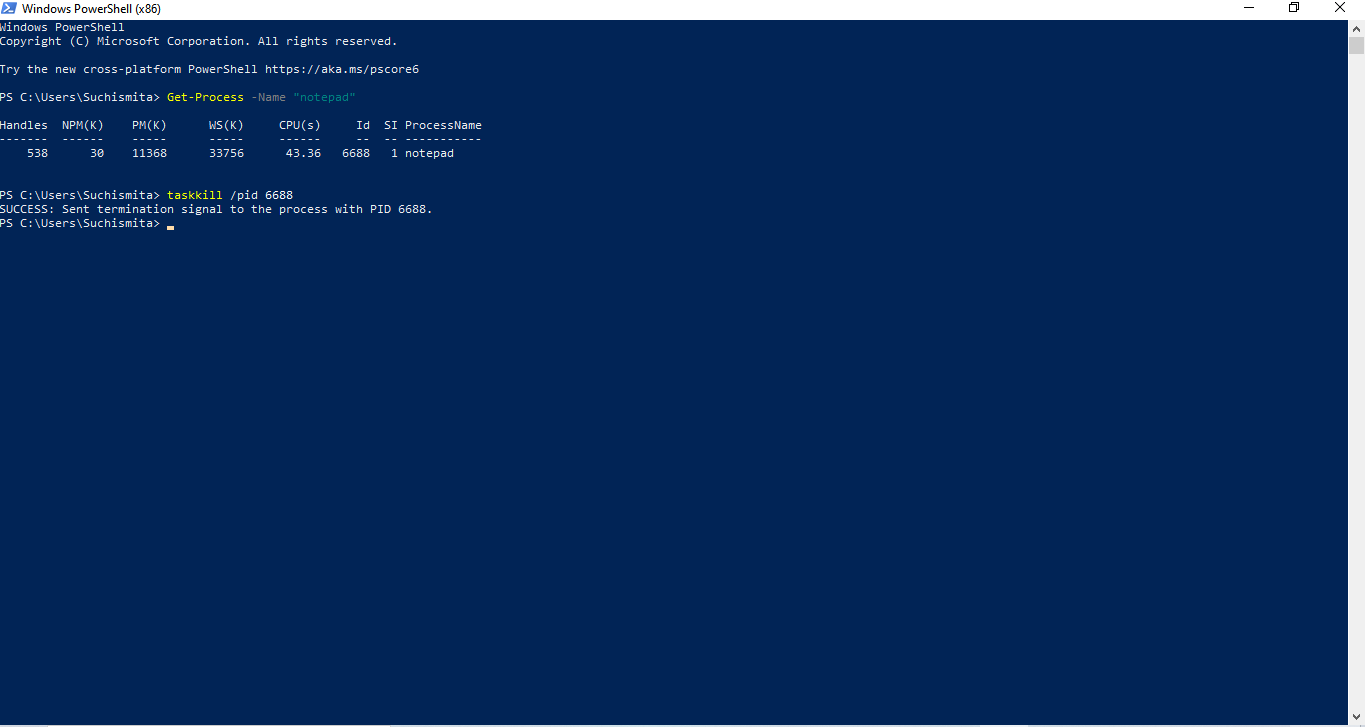 Windows PowerShell (x86)
Windows PowerShell
Copyright (C) Microsoft Corporation. All rights reserved.
Try the new cross-platform PowerShell https://aka.ms/pscore6
PS C:\Users\Suchismita> Get-Process -Name "notepad"
Handles  NPM(K)    PM(K)      WS(K)     CPU(s)     Id  SI ProcessName
-------  ------    -----      -----     ------     --  -- -----------
    538      30    11368      33756      43.36   6688   1 notepad
PS C:\Users\Suchismita> taskkill /pid 6688
SUCCESS: Sent termination signal to the process with PID 6688.
PS C:\Users\Suchismita>